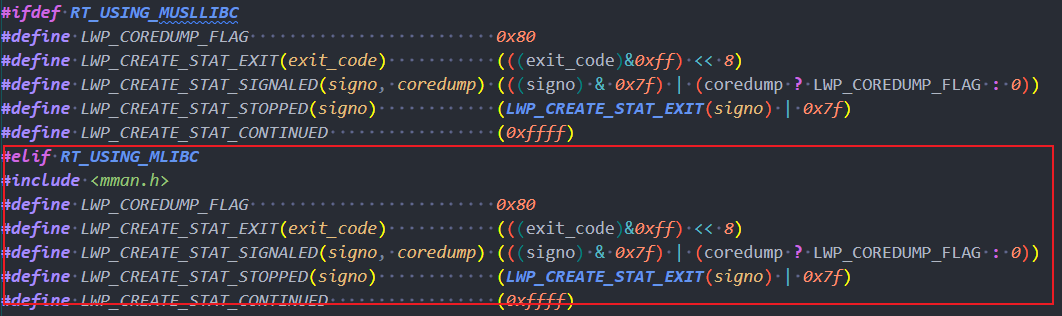 #ifdef RT_USING_MUSLLIBC
#define LWP_COREDUMP_FLAG 0x80
#define LWP_CREATE_STAT_EXIT(exit_code) (((exit_code)&0xff) << 8)
#define LWP_CREATE_STAT_SIGNALED(signo, coredump) (((signo) & 0x7f) | (coredump ? LWP_COREDUMP_FLAG : 0))
#define LWP_CREATE_STAT_STOPPED(signo) (LWP_CREATE_STAT_EXIT(signo) | 0x7f)
#define LWP_CREATE_STAT_CONTINUED (0xffff)
#elif RT_USING_MLIBC
#include <mman.h>
#define LWP_COREDUMP_FLAG 0x80
#define LWP_CREATE_STAT_EXIT(exit_code) (((exit_code)&0xff) << 8)
#define LWP_CREATE_STAT_SIGNALED(signo, coredump) (((signo) & 0x7f) | (coredump ? LWP_COREDUMP_FLAG : 0))
#define LWP_CREATE_STAT_STOPPED(signo) (LWP_CREATE_STAT_EXIT(signo) | 0x7f)
#define LWP_CREATE_STAT_CONTINUED (0xffff)